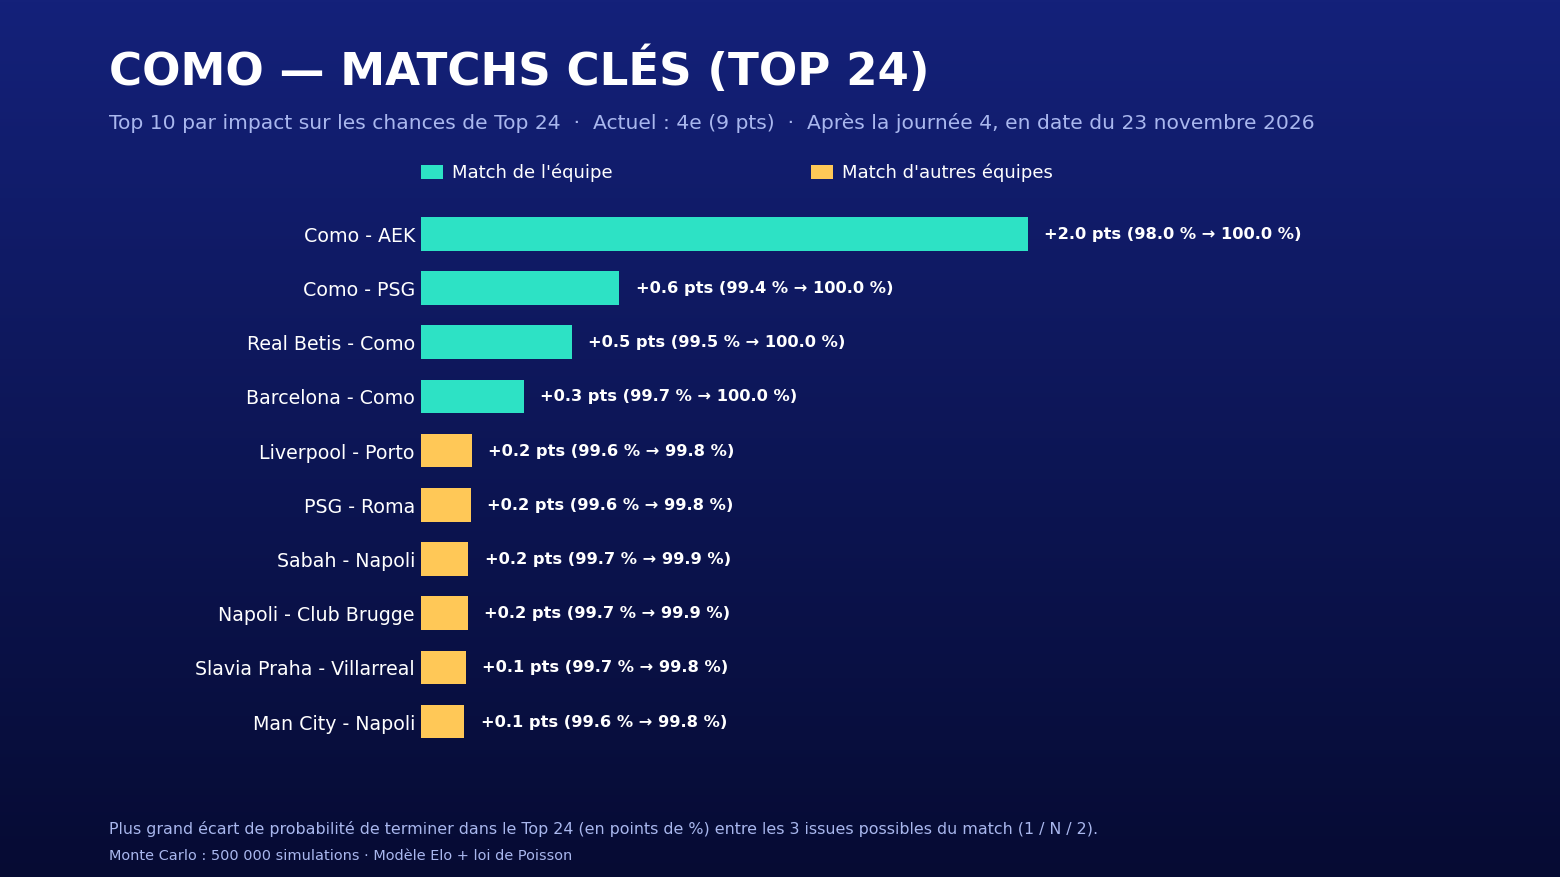 COMO — MATCHS CLÉS (TOP 24)
Top 10 par impact sur les chances de Top 24 · Actuel : 4e (9 pts) · Après la journée 4, en date du 23 novembre 2026
Match de l'équipe Match d'autres équipes
Como - AEK +2.0 pts (98.0 % → 100.0 %)
Como - PSG +0.6 pts (99.4 % → 100.0 %)
Real Betis - Como +0.5 pts (99.5 % → 100.0 %)
Barcelona - Como +0.3 pts (99.7 % → 100.0 %)
Liverpool - Porto +0.2 pts (99.6 % → 99.8 %)
PSG - Roma +0.2 pts (99.6 % → 99.8 %)
Sabah - Napoli +0.2 pts (99.7 % → 99.9 %)
Napoli - Club Brugge +0.2 pts (99.7 % → 99.9 %)
Slavia Praha - Villarreal +0.1 pts (99.7 % → 99.8 %)
Man City - Napoli +0.1 pts (99.6 % → 99.8 %)
Plus grand écart de probabilité de terminer dans le Top 24 (en points de %) entre les 3 issues possibles du match (1 / N / 2).
Monte Carlo : 500 000 simulations · Modèle Elo + loi de Poisson